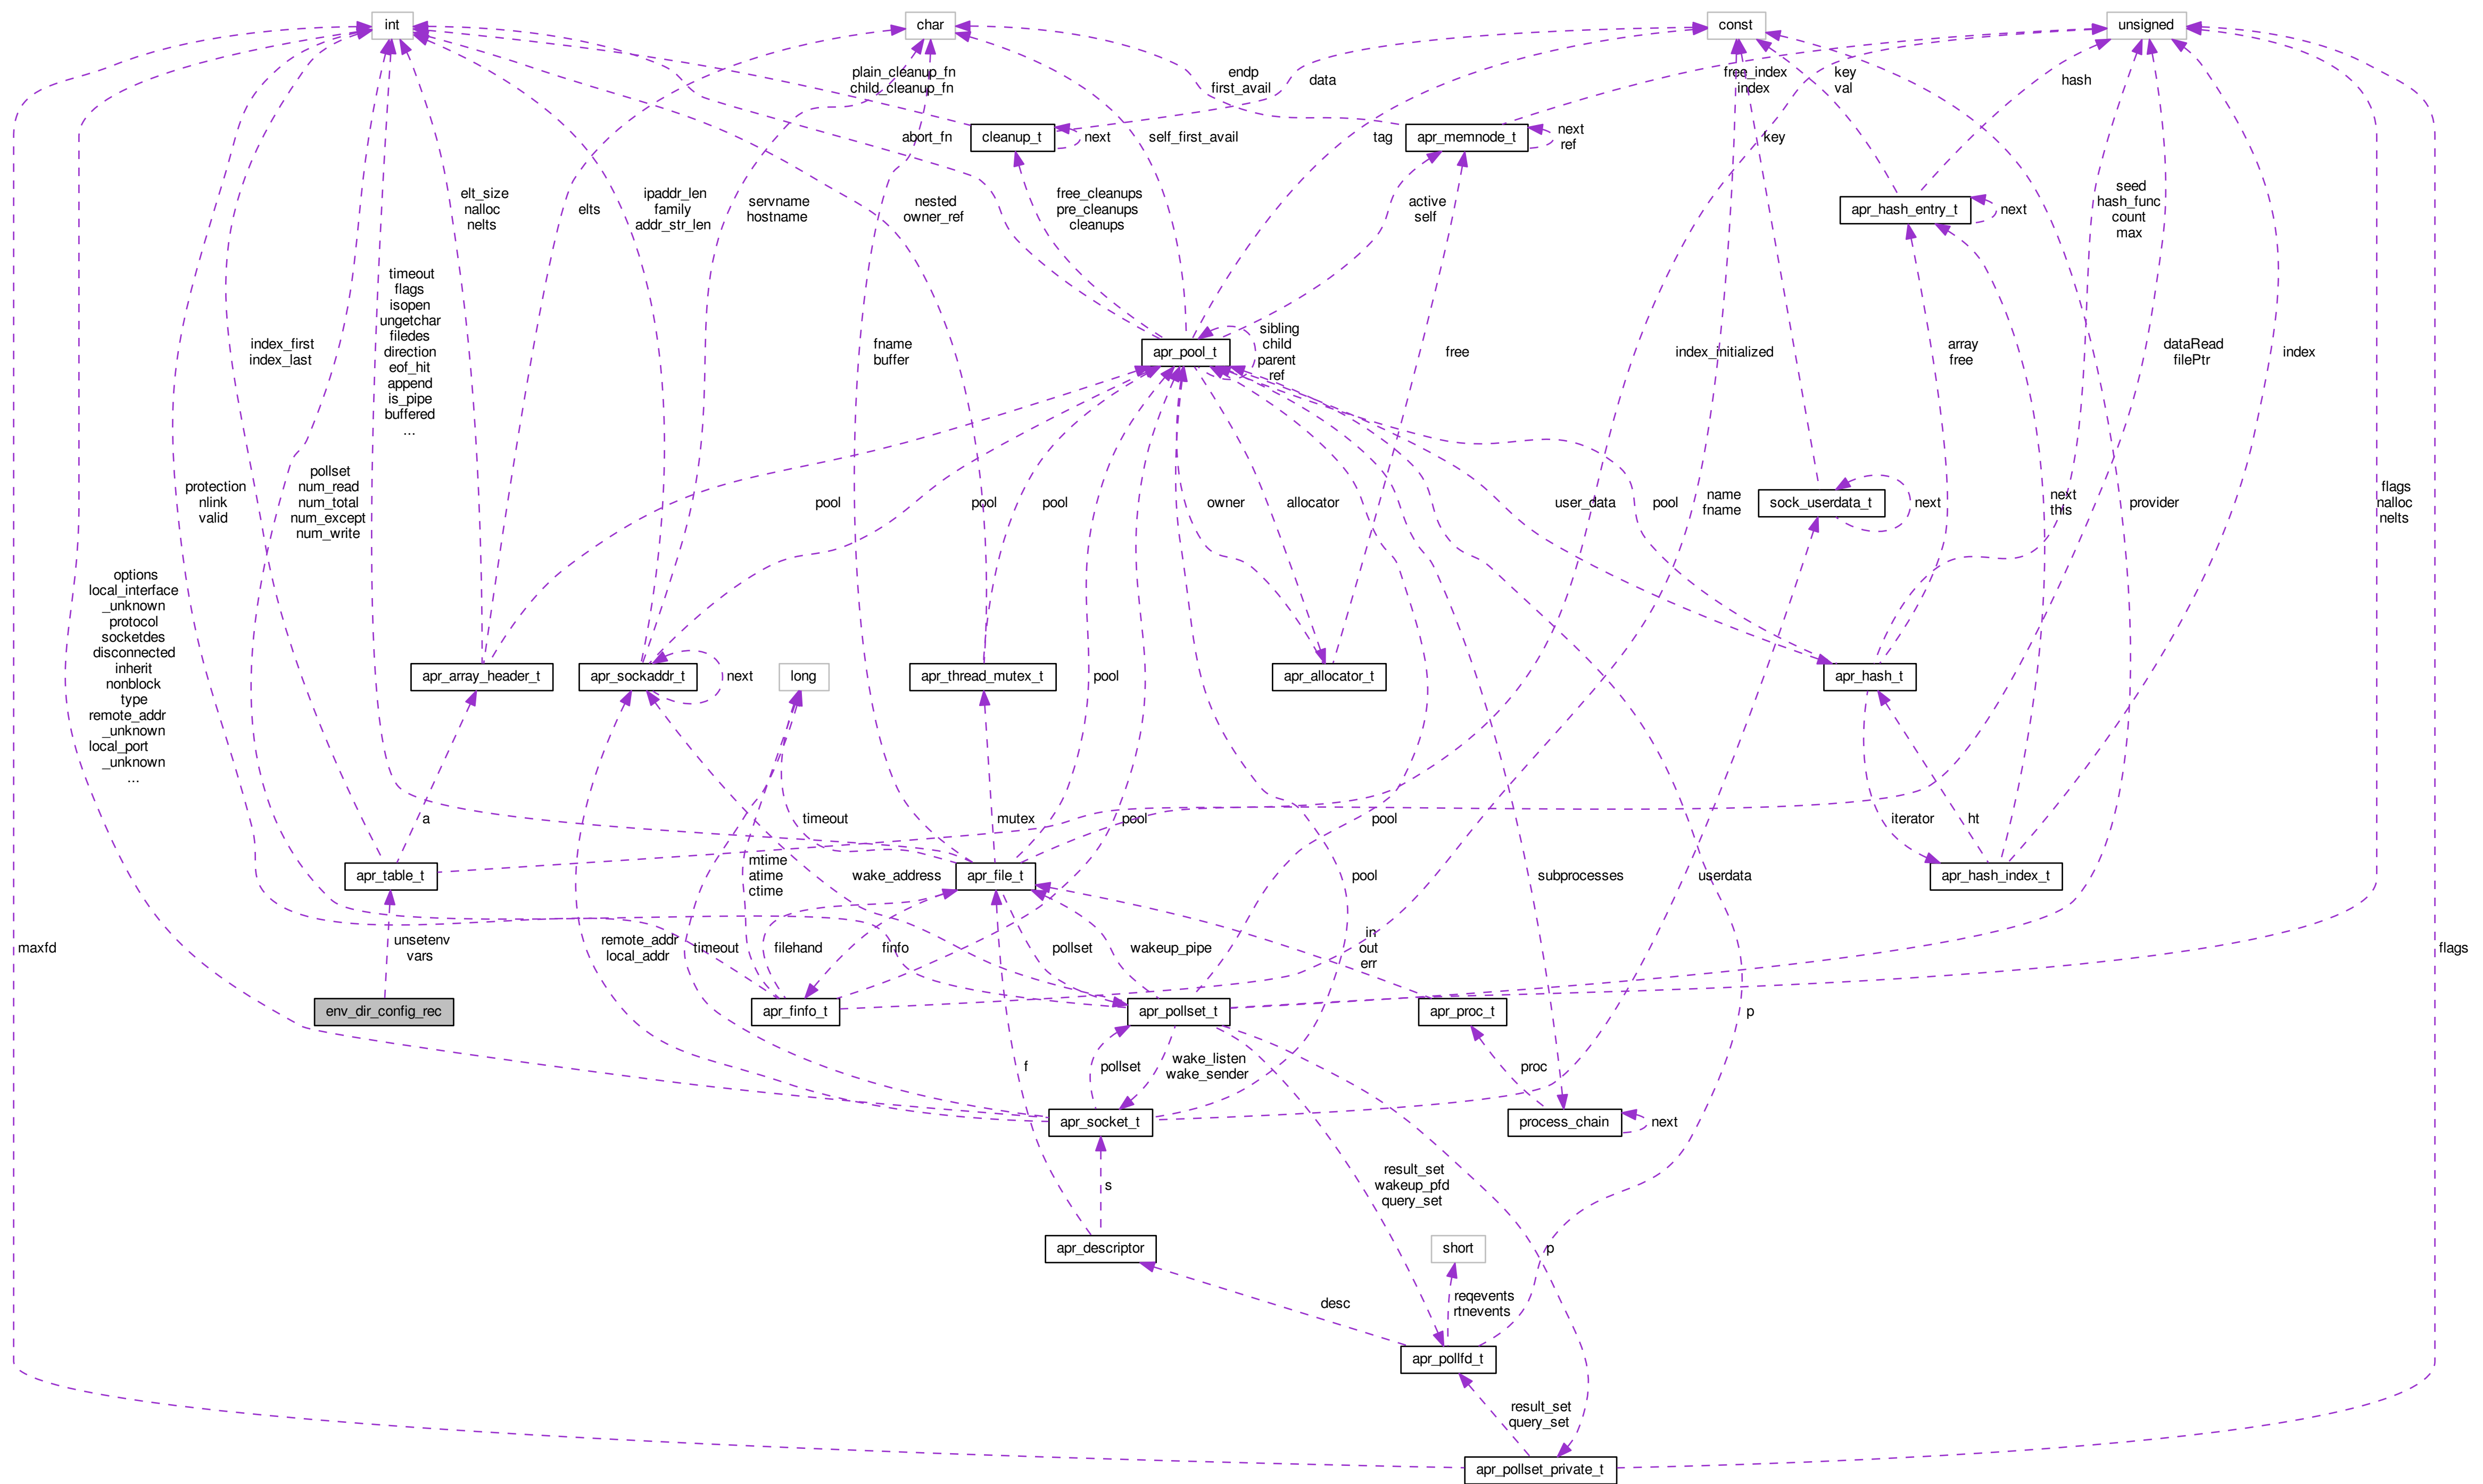 int
char
const
unsigned
plain_cleanup_fn
child_cleanup_fn
endp
first_avail
data
free_index
index
key
val
hash
abort_fn
cleanup_t
next
self_first_avail
tag
apr_memnode_t
next
ref
key
elt_size
nalloc
nelts
elts
ipaddr_len
family
addr_str_len
servname
hostname
nested
owner_ref
free_cleanups
pre_cleanups
cleanups
active
self
apr_hash_entry_t
next
seed
hash_func
count
max
timeout
flags
isopen
ungetchar
filedes
direction
eof_hit
append
is_pipe
buffered
...
index_first
index_last
fname
buffer
apr_pool_t
sibling
child
parent
ref
free
index_initialized
array
free
dataRead
filePtr
index
protection
nlink
valid
pollset
num_read
num_total
num_except
num_write
pool
pool
pool
owner
allocator
user_data
pool
name
fname
sock_userdata_t
next
next
this
provider
flags
nalloc
nelts
options
local_interface
_unknown
protocol
socketdes
disconnected
inherit
nonblock
type
remote_addr
_unknown
local_port
_unknown
...
apr_array_header_t
apr_sockaddr_t
next
long
apr_thread_mutex_t
pool
apr_allocator_t
apr_hash_t
a
timeout
mutex
pool
pool
iterator
ht
apr_table_t
mtime
atime
ctime
wake_address
apr_file_t
pool
subprocesses
userdata
apr_hash_index_t
maxfd
unsetenv
vars
remote_addr
local_addr
timeout
filehand
finfo
pollset
wakeup_pipe
in
out
err
flags
env_dir_config_rec
apr_finfo_t
apr_pollset_t
apr_proc_t
p
f
pollset
wake_listen
wake_sender
proc
apr_socket_t
process_chain
next
s
result_set
wakeup_pfd
query_set
apr_descriptor
short
p
desc
reqevents
rtnevents
apr_pollfd_t
result_set
query_set
apr_pollset_private_t